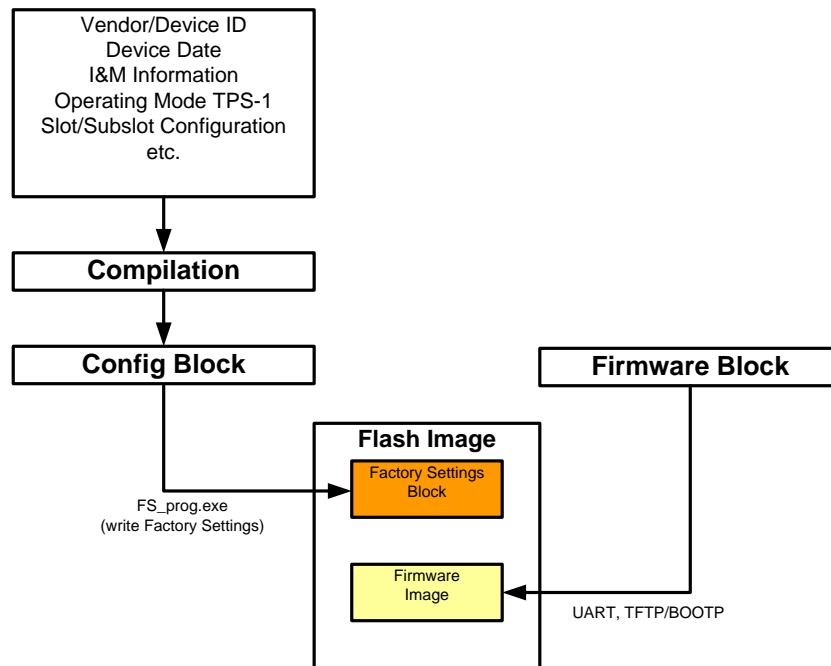 Vendor/Device ID
Device Date
I&M Information
Operating Mode TPS-1
Slot/Subslot Configuration
etc.
Compilation
Config Block
Firmware Block
Flash Image
Factory Settings
Block
FS_prog.exe
(write Factory Settings)
Firmware
Image
UART, TFTP/BOOTP